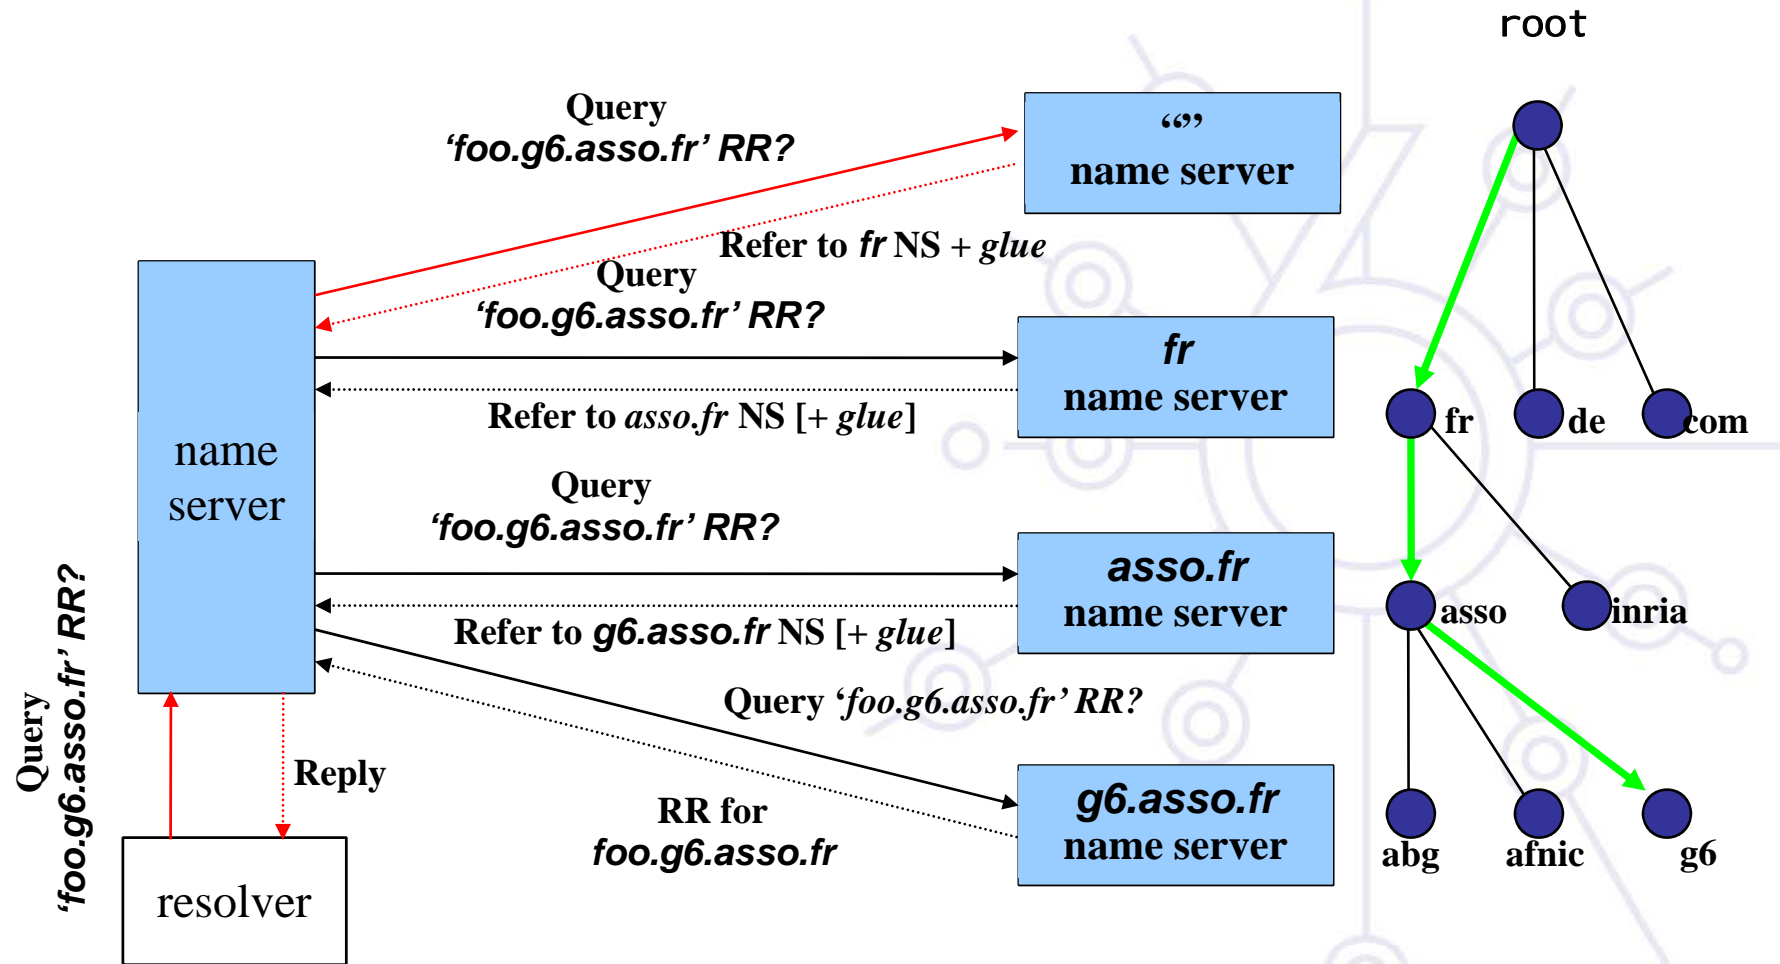 root
Query
‘foo.g6.asso.fr’ RR?
“”
name server
Refer to fr NS + glue
Query
‘foo.g6.asso.fr’ RR?
fr
name server
Refer to asso.fr NS [+ glue]
fr
de
com
name
server
Query
‘foo.g6.asso.fr’ RR?
asso.fr
name server
Refer to g6.asso.fr NS [+ glue]
asso
inria
Query ‘foo.g6.asso.fr’ RR?
Query
‘foo.g6.asso.fr’ RR?
Reply
RR for
foo.g6.asso.fr
g6.asso.fr
name server
abg
afnic
g6
resolver